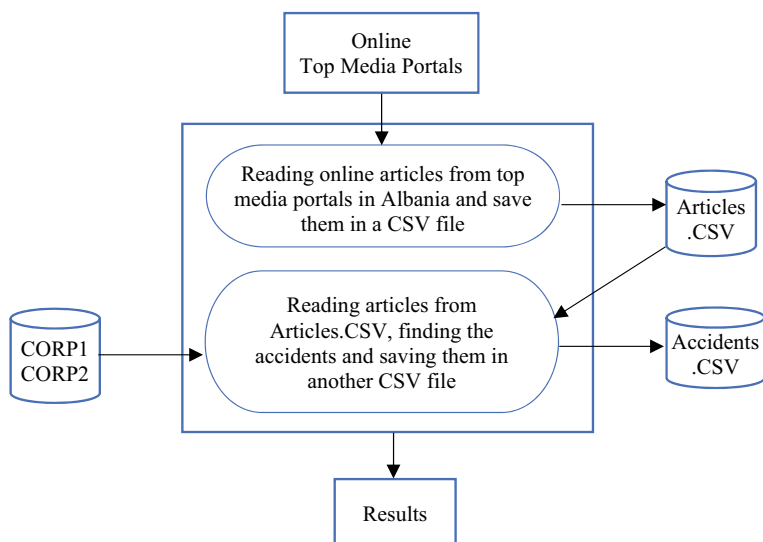 Online
Top Media Portals
Reading online articles from top
media portals in Albania and save
them in a CSV file
Articles
.CSV
Reading articles from
Articles.CSV, finding the
accidents and saving them in
another CSV file
CORP1
CORP2
Accidents
.CSV
Results